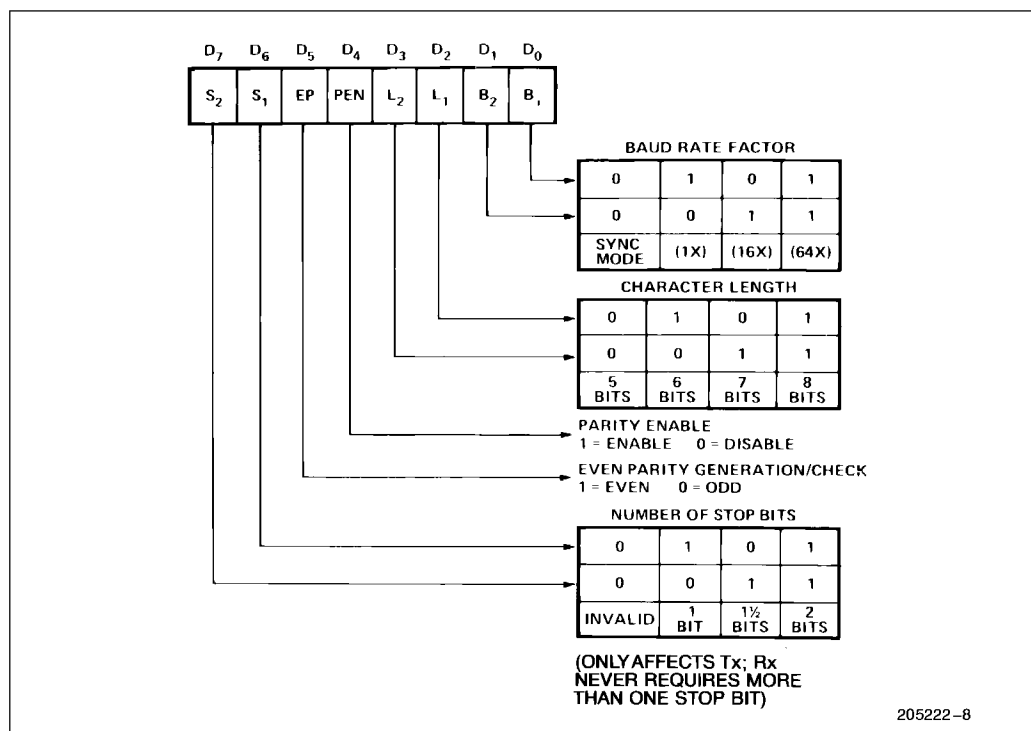 D7 D6 D5 D4 D3 D2 D1 D0
S2 S1 EP PEN L2 L1 B2 B1
BAUD RATE FACTOR
0 1 0 1
0 0 1 1
SYNC MODE (1X) (16X) (64X)
CHARACTER LENGTH
0 1 0 1
0 0 1 1
5 BITS 6 BITS 7 BITS 8 BITS
PARITY ENABLE
1 = ENABLE 0 = DISABLE
EVEN PARITY GENERATION/CHECK
1 = EVEN 0 = ODD
NUMBER OF STOP BITS
0 1 0 1
0 0 1 1
INVALID 1 BIT 1½ BITS 2 BITS
(ONLY AFFECTS Tx; Rx
NEVER REQUIRES MORE
THAN ONE STOP BIT)
205222–8